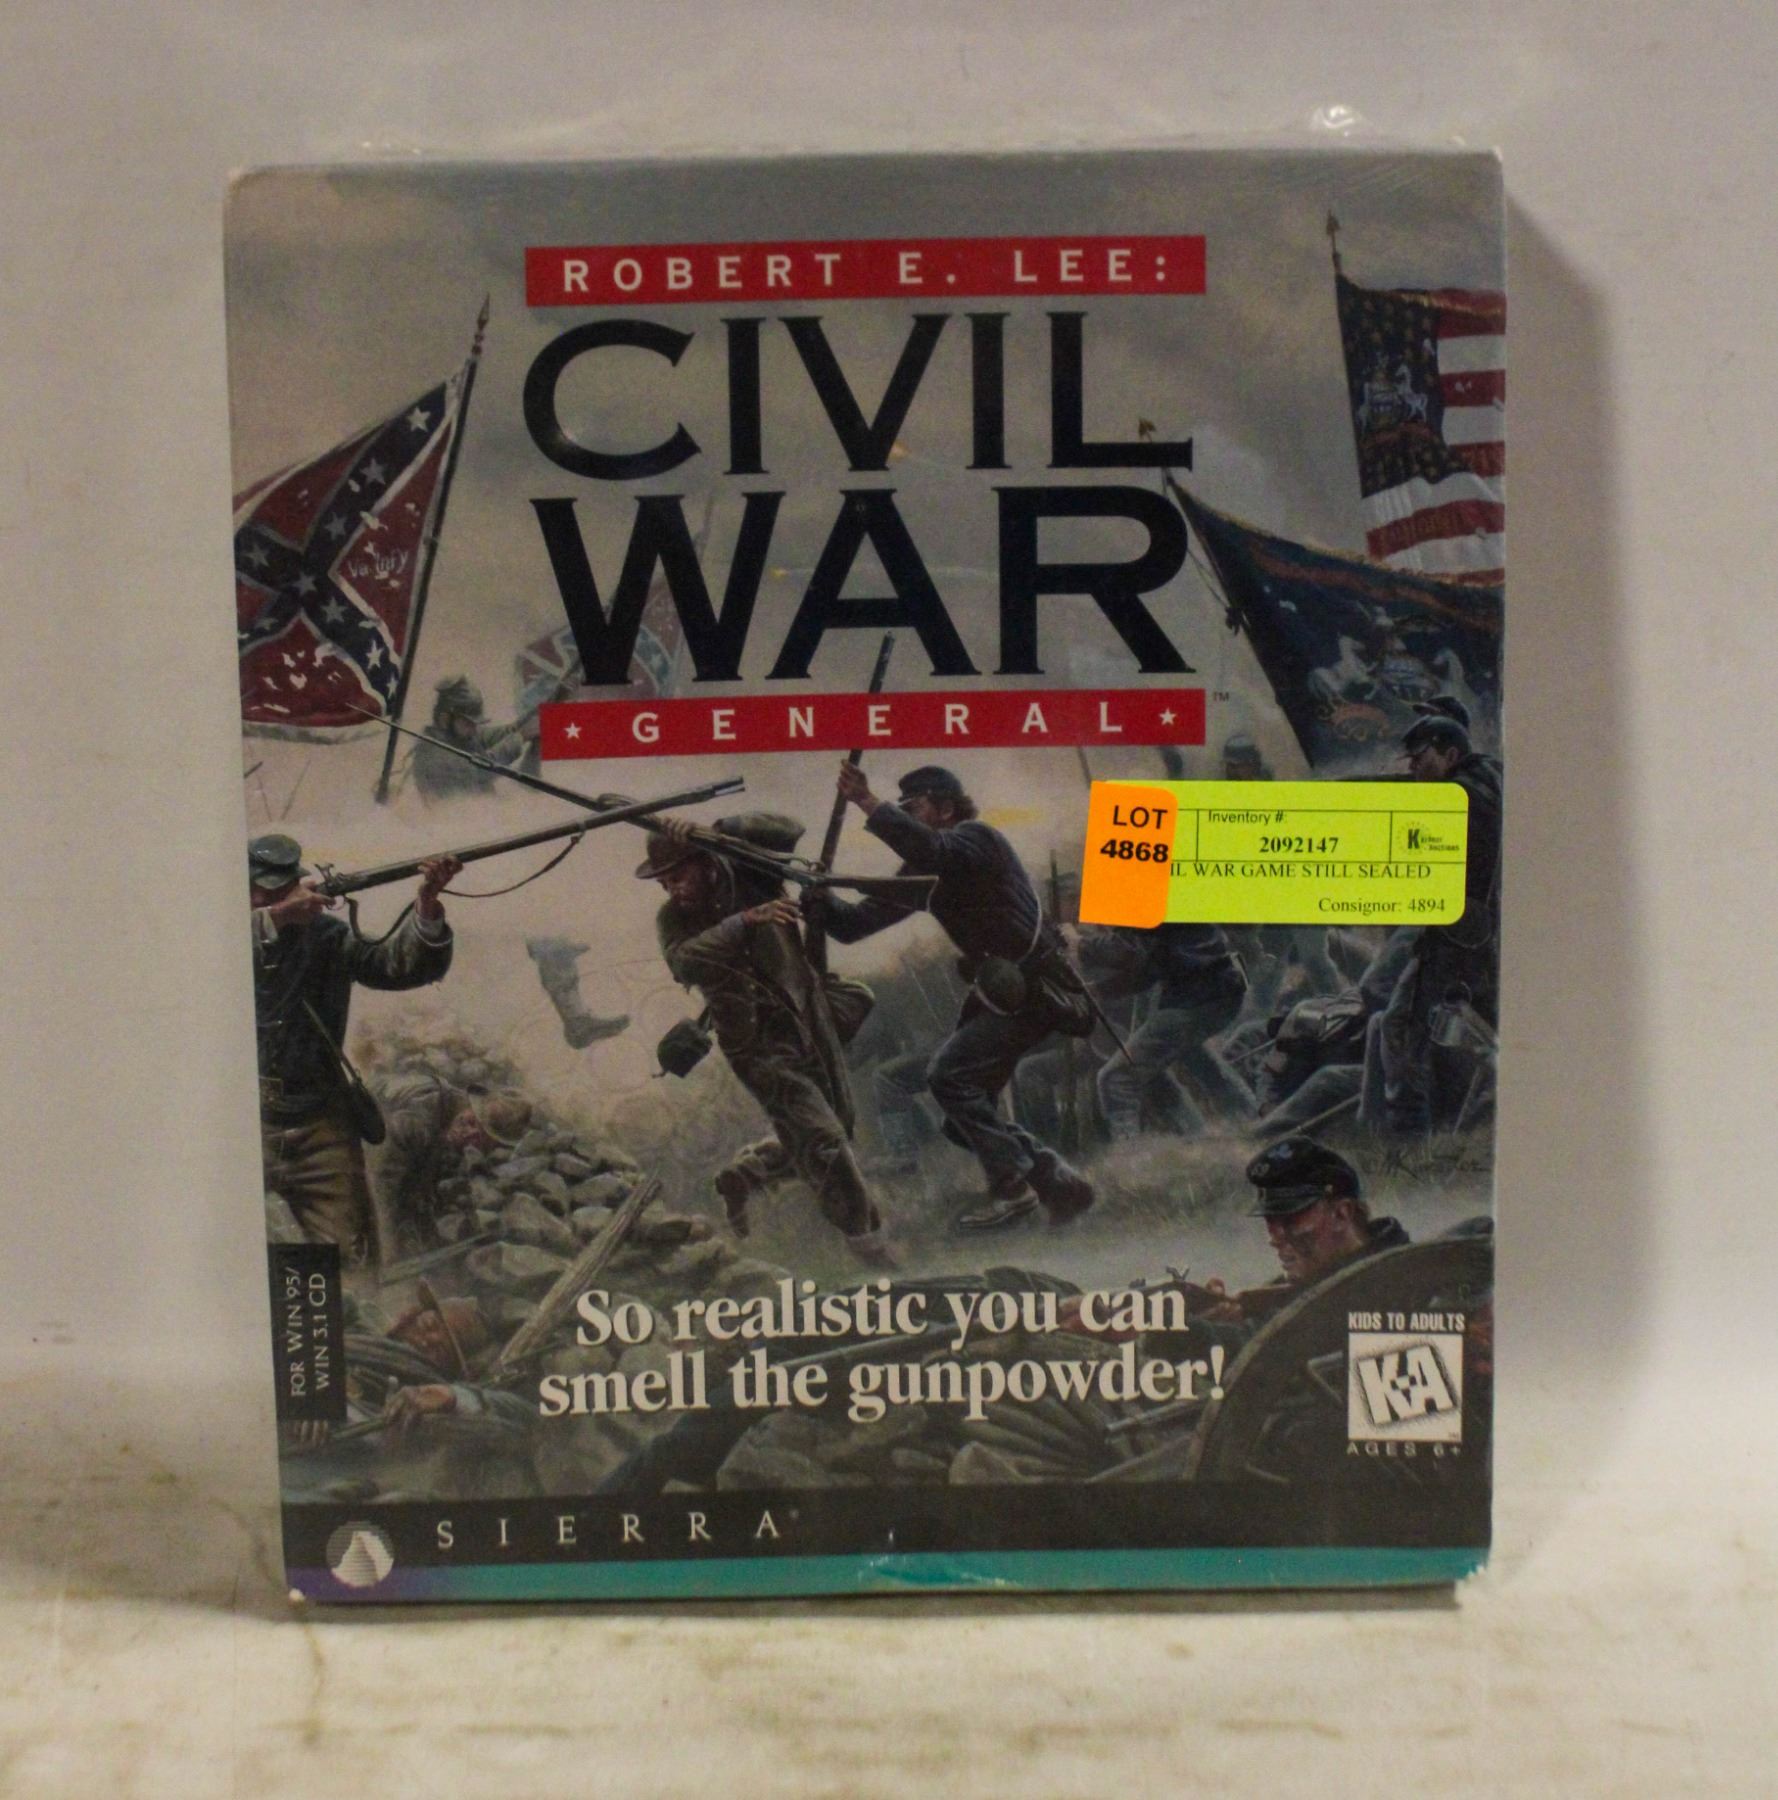 ROBERT E. LEE:
CIVIL
WAR
GENERAL
™
LOT
4868
Inventory #:
2092147
IL WAR GAME STILL SEALED
Consignor: 4894
FOR WIN 95/
WIN 3.1 CD
So realistic you can
smell the gunpowder!
KIDS TO ADULTS
K-A
AGES 6+
SIERRA®